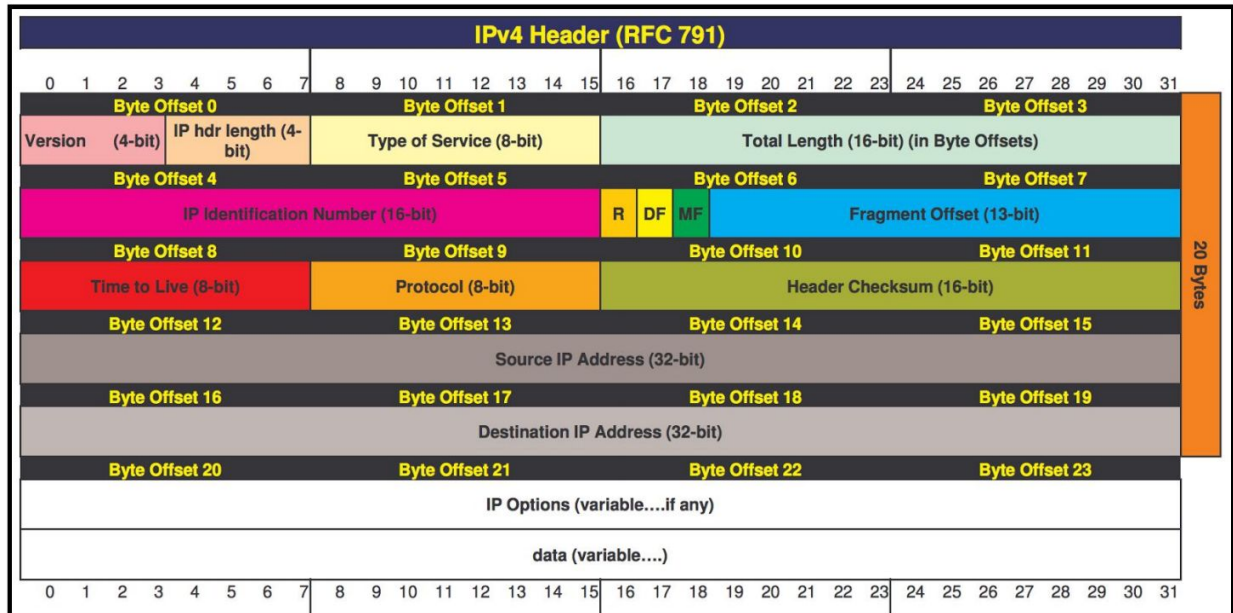 IPv4 Header (RFC 791)
0 1 2 3 4 5 6 7 8 9 10 11 12 13 14 15 16 17 18 19 20 21 22 23 24 25 26 27 28 29 30 31
Byte Offset 0 Byte Offset 1 Byte Offset 2 Byte Offset 3
Version (4-bit) IP hdr length (4-
bit) Type of Service (8-bit) Total Length (16-bit) (in Byte Offsets)
Byte Offset 4 Byte Offset 5 Byte Offset 6 Byte Offset 7
IP Identification Number (16-bit) R DF MF Fragment Offset (13-bit)
Byte Offset 8 Byte Offset 9 Byte Offset 10 Byte Offset 11
Time to Live (8-bit) Protocol (8-bit) Header Checksum (16-bit)
Byte Offset 12 Byte Offset 13 Byte Offset 14 Byte Offset 15
Source IP Address (32-bit)
Byte Offset 16 Byte Offset 17 Byte Offset 18 Byte Offset 19
Destination IP Address (32-bit)
20 Bytes
Byte Offset 20 Byte Offset 21 Byte Offset 22 Byte Offset 23
IP Options (variable....if any)
data (variable....)
0 1 2 3 4 5 6 7 8 9 10 11 12 13 14 15 16 17 18 19 20 21 22 23 24 25 26 27 28 29 30 31